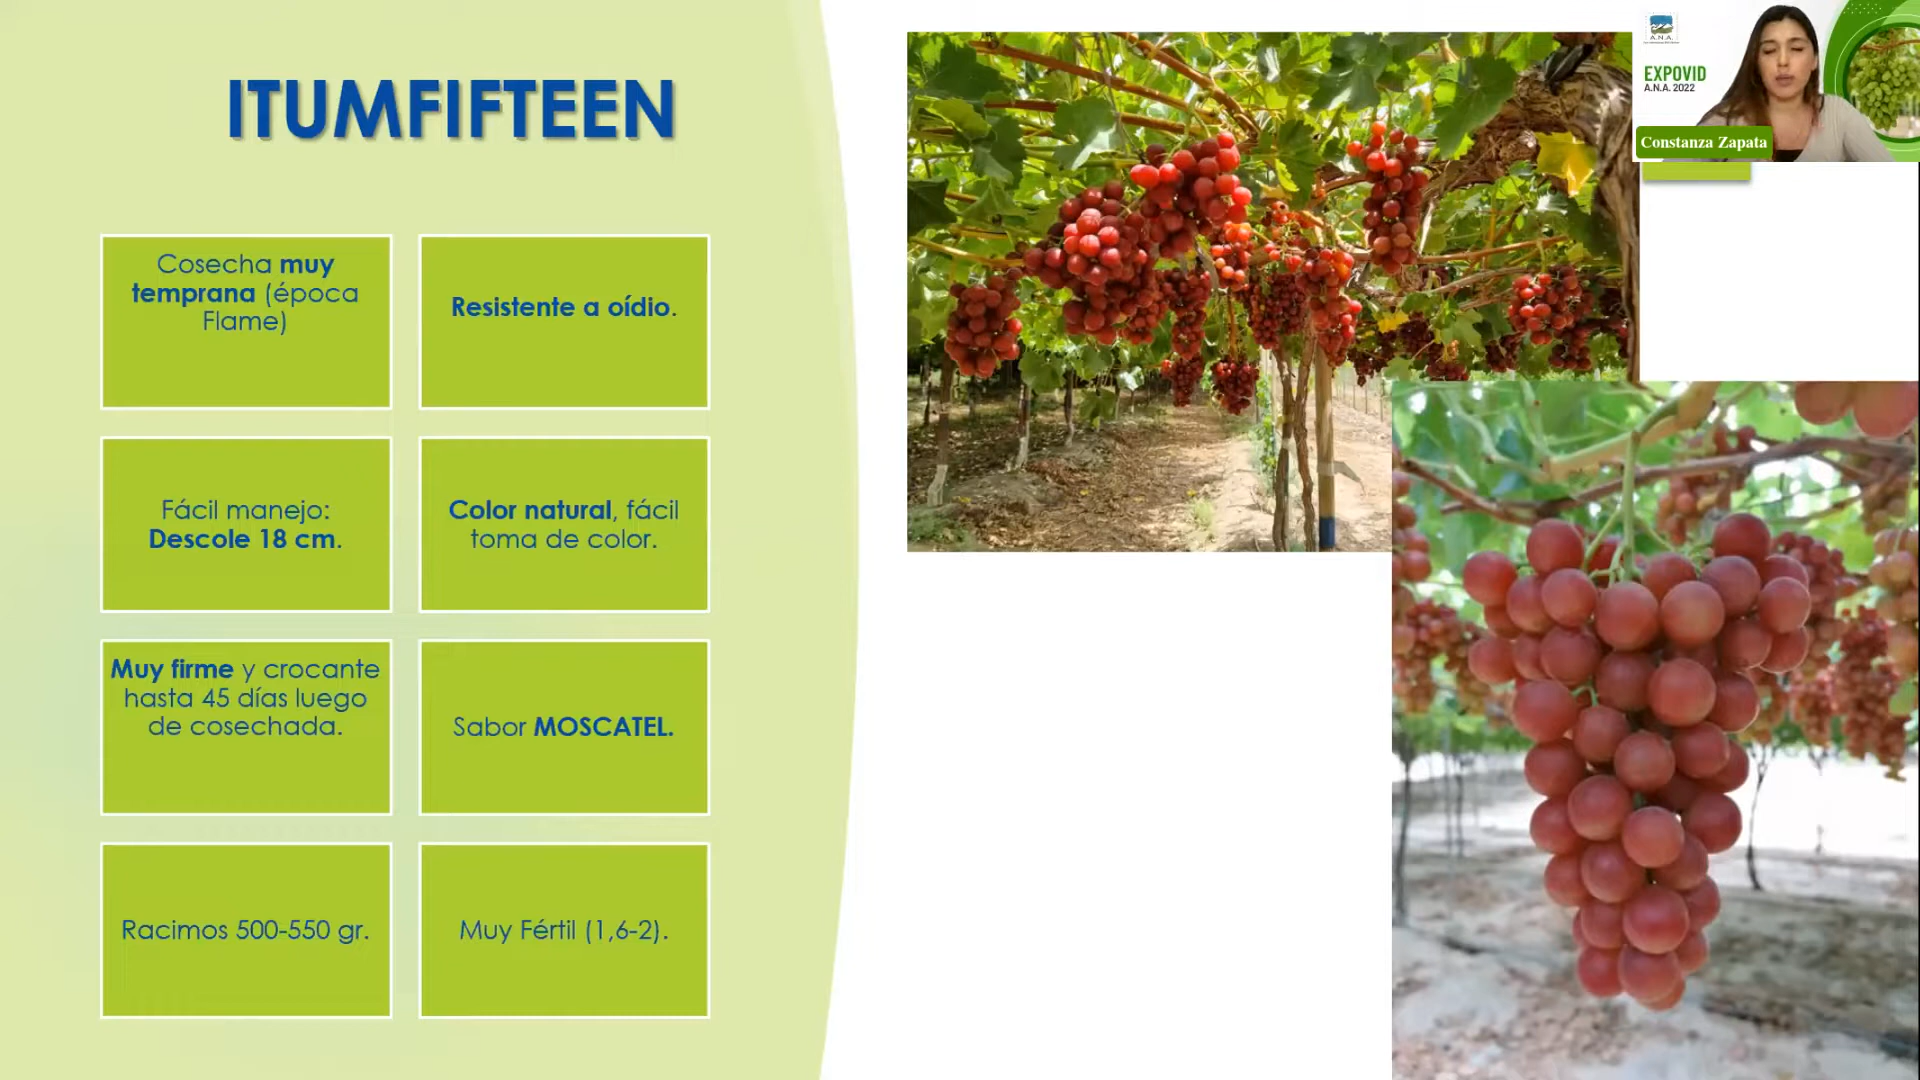 ITUMFIFTEEN
Cosecha muy
temprana (época
Flame)
Resistente a oídio.
Fácil manejo:
Descole 18 cm.
Color natural, fácil
toma de color.
Muy firme y crocante
hasta 45 días luego
de cosechada.
Sabor MOSCATEL.
Racimos 500-550 gr.
Muy Fértil (1,6-2).
A.N.A.
EXPOVID
A.N.A. 2022
Constanza Zapata